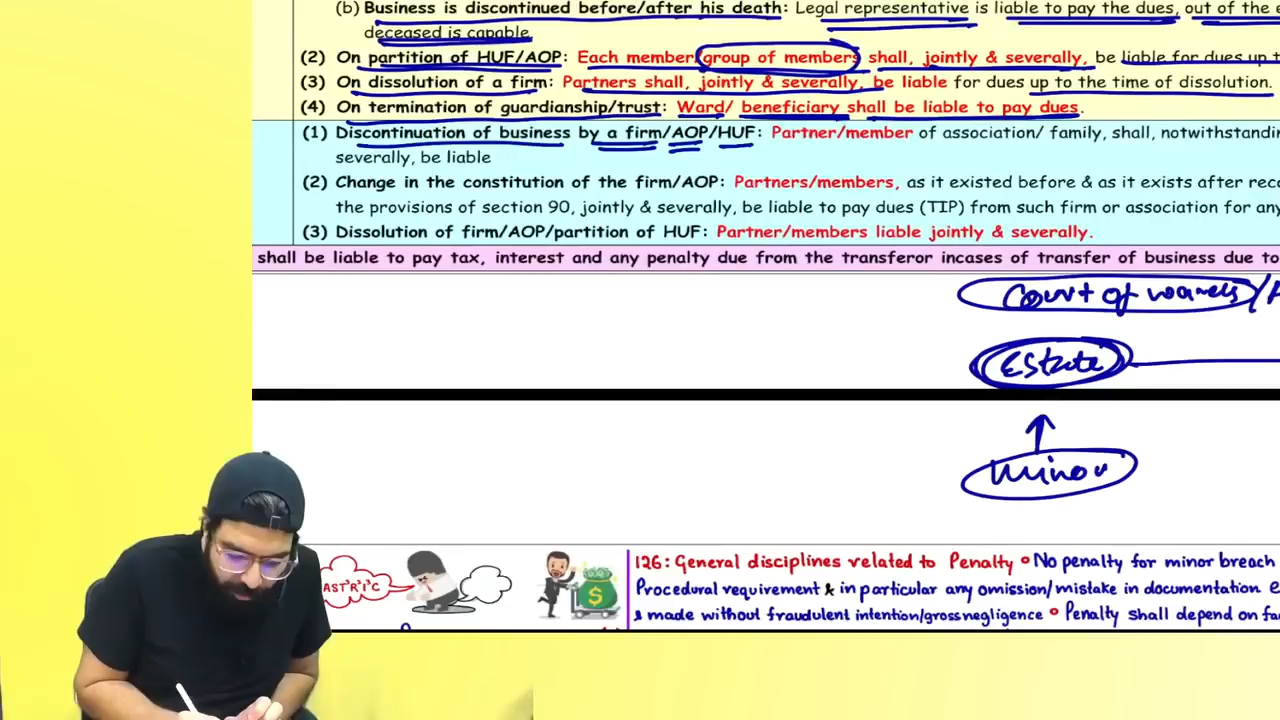 (b) Business is discontinued before/after his death: Legal representative is liable to pay the dues, out of the
deceased is capable
(2) On partition of HUF/AOP: Each member/group of members shall, jointly & severally, be liable for dues up
(3) On dissolution of a firm: Partners shall, jointly & severally, be liable for dues up to the time of dissolution.
(4) On termination of guardianship/trust: Ward/ beneficiary shall be liable to pay dues.
(1) Discontinuation of business by a firm/AOP/HUF: Partner/member of association/ family, shall,
severally, be liable
(2) Change in the constitution of the firm/AOP: Partners/members, as it existed before & as it exists after
the provisions of section 90, jointly & severally, be liable to pay dues (TIP) from such firm or association for any
(3) Dissolution of firm/AOP/partition of HUF: Partner/members liable jointly & severally.
shall be liable to pay tax, interest and any penalty due from the transferor incases of transfer of business due to
Court of
Estate
Minor
126: General disciplines related to Penalty ° No penalty for minor breach
AST²R²I²C
Procedural requirement & in particular any omission/mistake in documentation
& made without fraudulent intention/gross negligence ° Penalty shall depend on